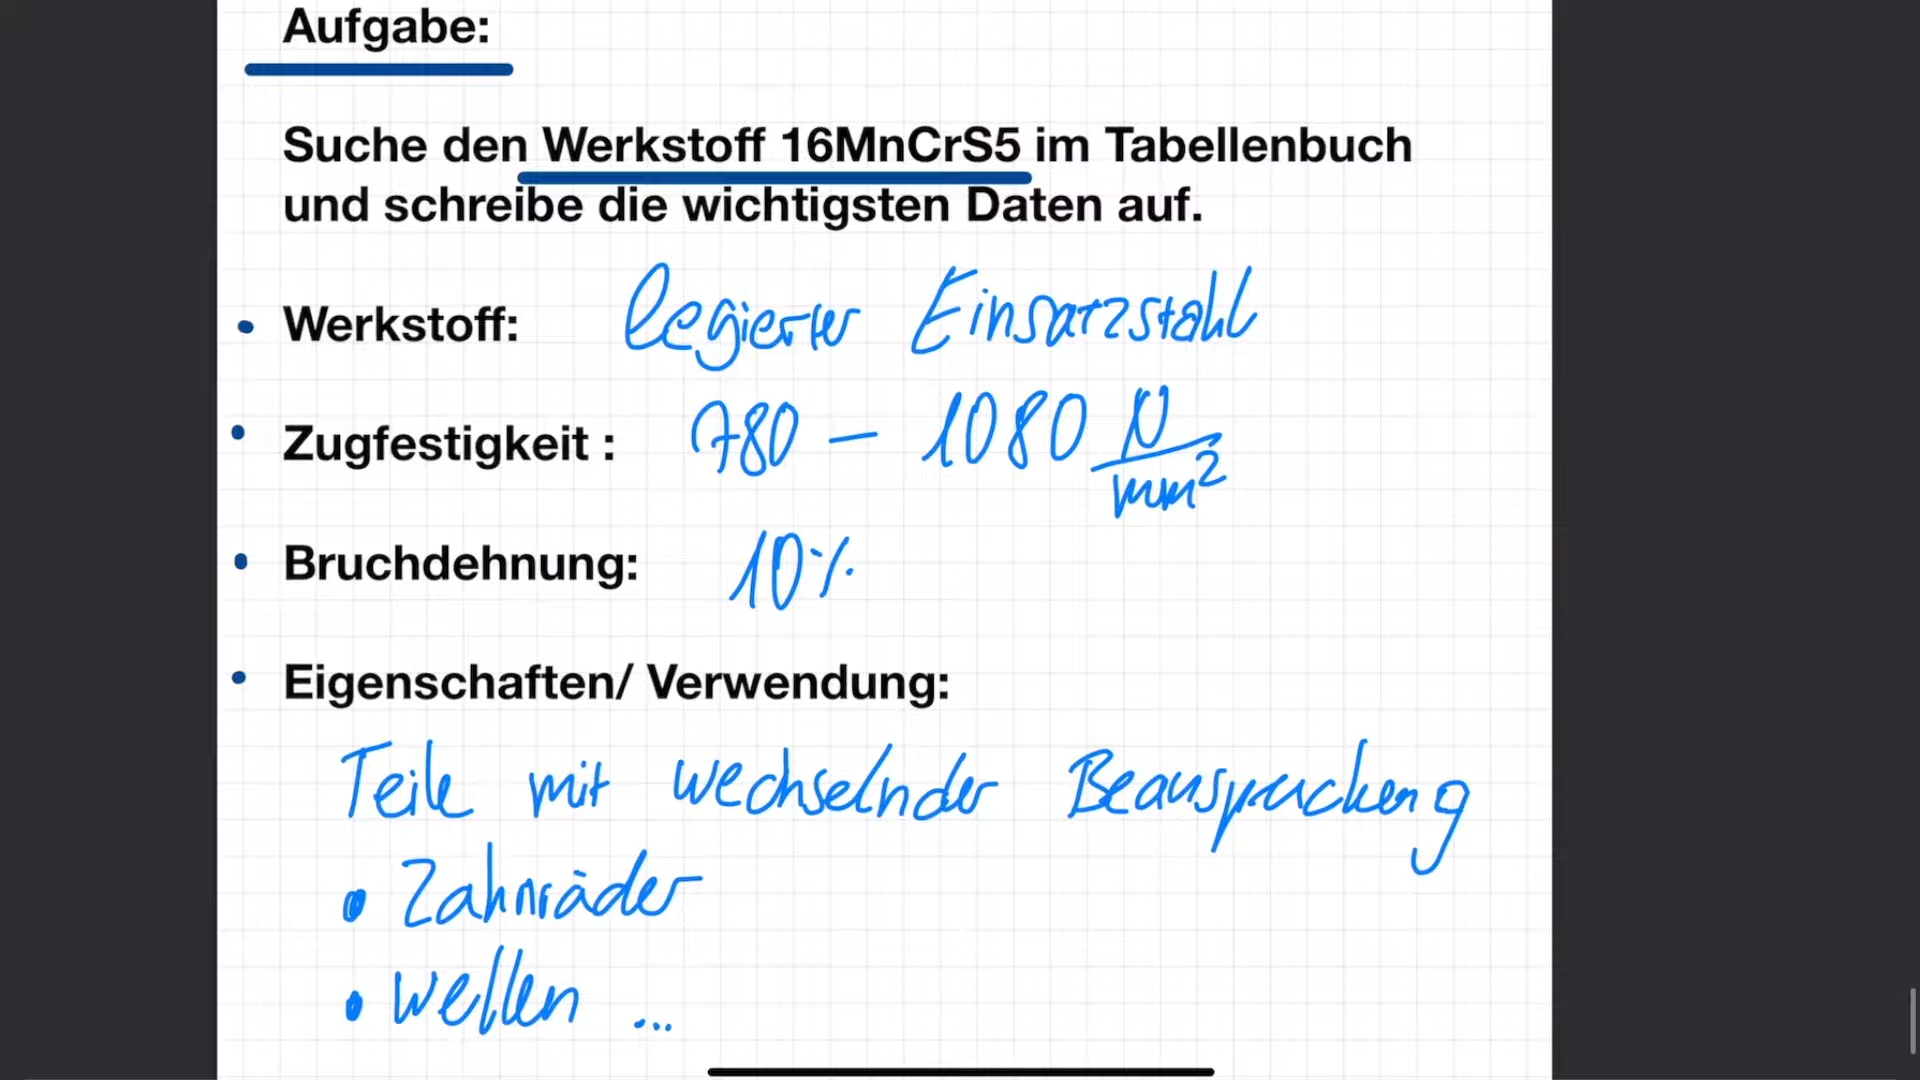 Aufgabe:
Suche den Werkstoff 16MnCrS5 im Tabellenbuch
und schreibe die wichtigsten Daten auf.
• Werkstoff: legierter Einsatzstahl
• Zugfestigkeit : 780 – 1080 N/mm²
• Bruchdehnung: 10%
• Eigenschaften/ Verwendung:
Teile mit wechselnder Beanspruchung
• Zahnräder
• Wellen ...